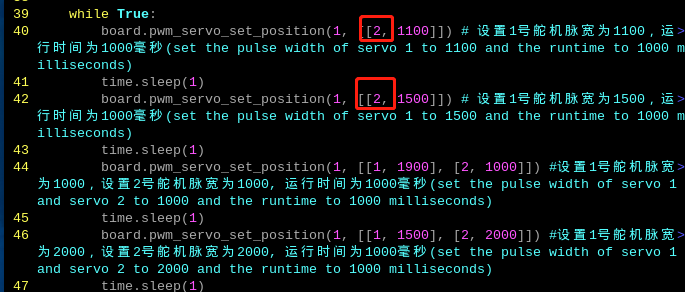 39 while True:
40 board.pwm_servo_set_position(1, [[2, 1100]]) # 设置1号舵机脉宽为1100，运>
行时间为1000毫秒(set the pulse width of servo 1 to 1100 and the runtime to 1000 m
illiseconds)
41 time.sleep(1)
42 board.pwm_servo_set_position(1, [[2, 1500]]) # 设置1号舵机脉宽为1500，运>
行时间为1000毫秒(set the pulse width of servo 1 to 1500 and the runtime to 1000 m
illiseconds)
43 time.sleep(1)
44 board.pwm_servo_set_position(1, [[1, 1900], [2, 1000]]) #设置1号舵机脉宽>
为1000，设置2号舵机脉宽为1000, 运行时间为1000毫秒(set the pulse width of servo 1
and servo 2 to 1000 and the runtime to 1000 milliseconds)
45 time.sleep(1)
46 board.pwm_servo_set_position(1, [[1, 1500], [2, 2000]]) #设置1号舵机脉宽>
为2000，设置2号舵机脉宽为2000, 运行时间为1000毫秒(set the pulse width of servo 1
and servo 2 to 2000 and the runtime to 1000 milliseconds)
47 time.sleep(1)